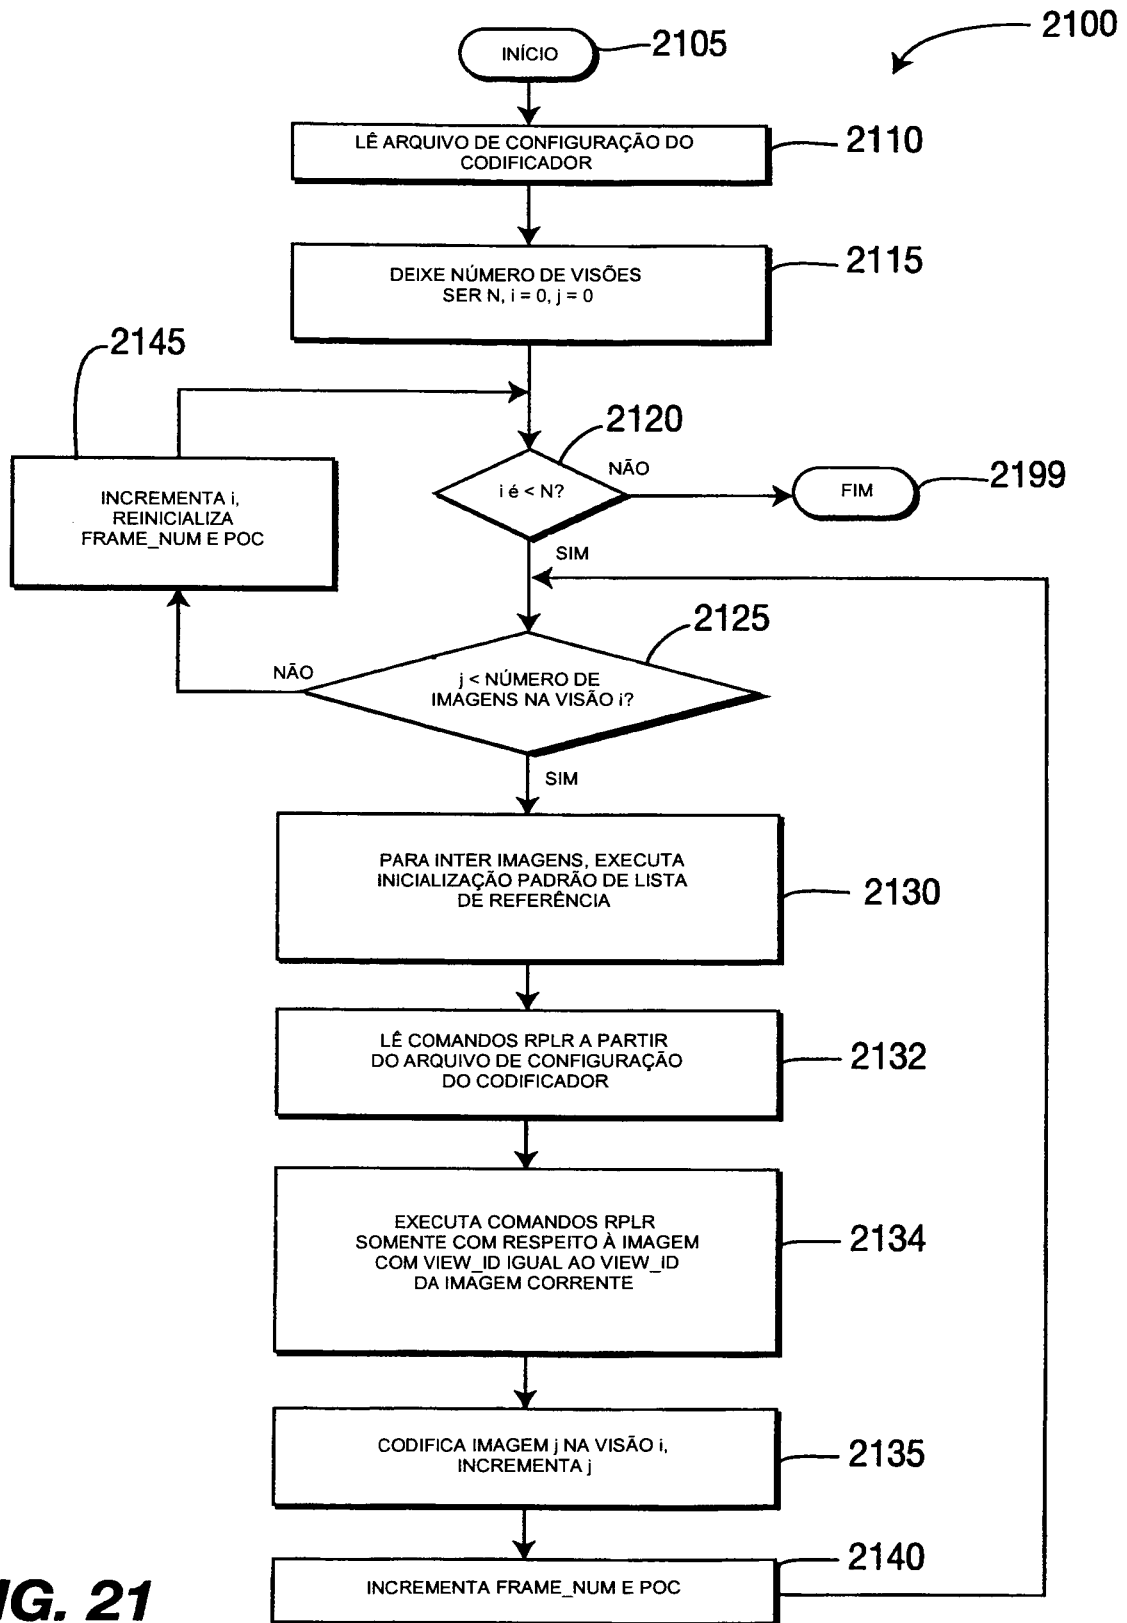 2100
INÍCIO
2105
LÊ ARQUIVO DE CONFIGURAÇÃO DO
CODIFICADOR
2110
DEIXE NÚMERO DE VISÕES
SER N, i = 0, j = 0
2115
2145
INCREMENTA i,
REINICIALIZA
FRAME_NUM E POC
2120
i é < N?
NÃO
FIM
2199
SIM
2125
NÃO
j < NÚMERO DE
IMAGENS NA VISÃO i?
SIM
PARA INTER IMAGENS, EXECUTA
INICIALIZAÇÃO PADRÃO DE LISTA
DE REFERÊNCIA
2130
LÊ COMANDOS RPLR A PARTIR
DO ARQUIVO DE CONFIGURAÇÃO
DO CODIFICADOR
2132
EXECUTA COMANDOS RPLR
SOMENTE COM RESPEITO À IMAGEM
COM VIEW_ID IGUAL AO VIEW_ID
DA IMAGEM CORRENTE
2134
CODIFICA IMAGEM j NA VISÃO i,
INCREMENTA j
2135
INCREMENTA FRAME_NUM E POC
2140
IG. 21